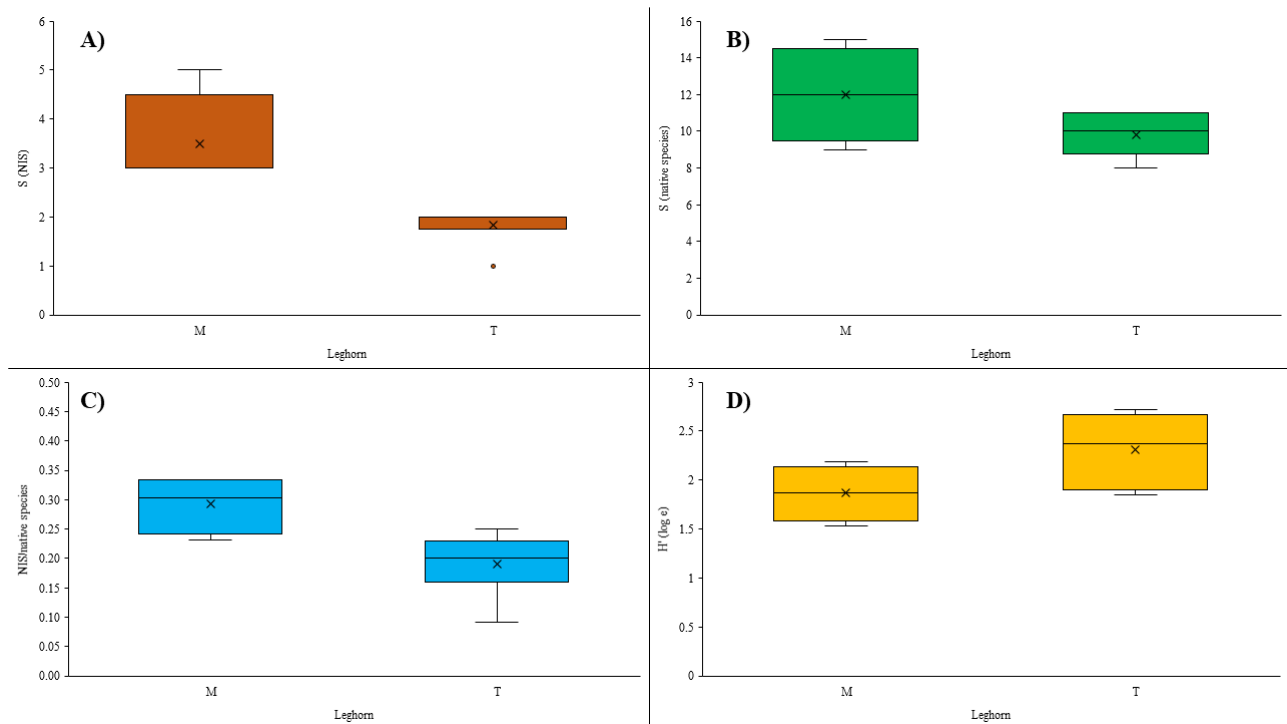 A)
S (NIS)
6
5
4
3
2
1
0
M
T
Leghorn
B)
S (native species)
16
14
12
10
8
6
4
2
0
M
T
Leghorn
C)
NIS/native species
0.50
0.45
0.40
0.35
0.30
0.25
0.20
0.15
0.10
0.05
0.00
M
T
Leghorn
D)
H' (log e)
3
2.5
2
1.5
1
0.5
0
M
T
Leghorn